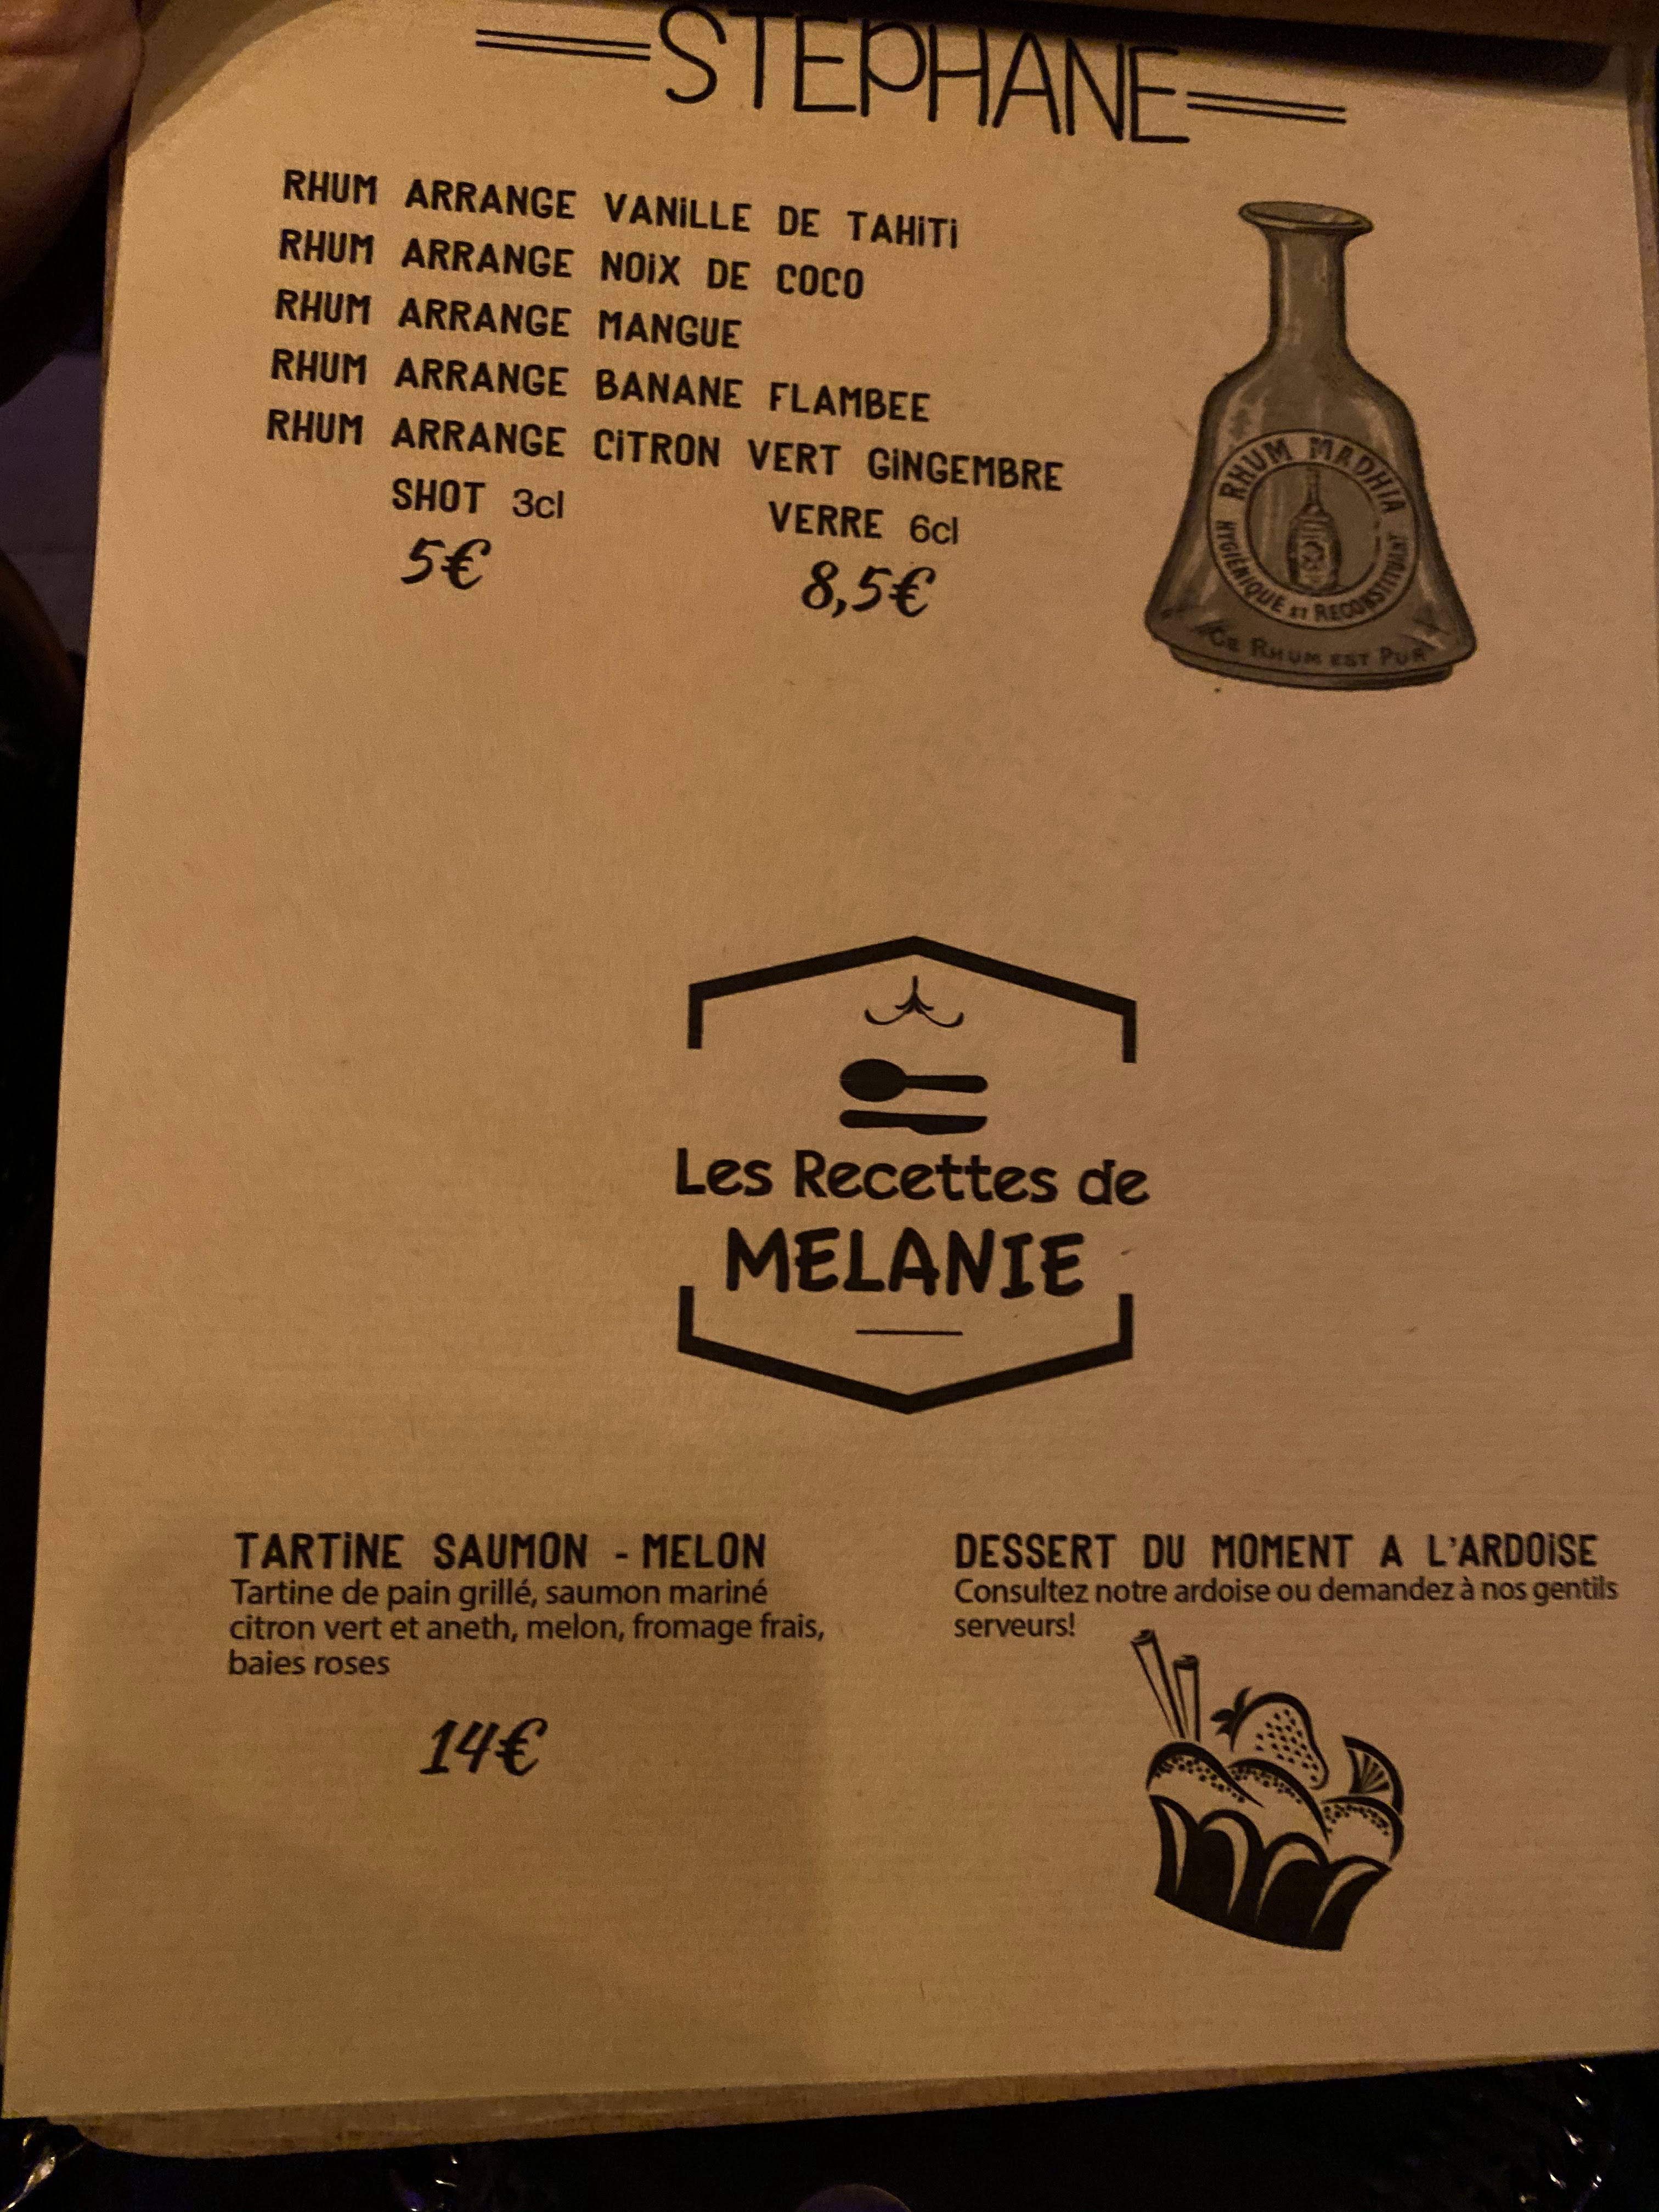 STEPHANE
RHUM ARRANGE VANiLLE DE TAHiTi
RHUM ARRANGE NOiX DE COCO
RHUM ARRANGE MANGUE
RHUM ARRANGE BANANE FLAMBEE
RHUM ARRANGE CiTRON VERT GiNGEMBRE
SHOT 3cl VERRE 6cl
5€ 8,5€
RHUM MADHIA
HYGIÉNIQUE ET RECONSTITUANT
CE RHUM EST PUR
Les Recettes de
MELANIE
TARTiNE SAUMON - MELON
Tartine de pain grillé, saumon mariné
citron vert et aneth, melon, fromage frais,
baies roses
14€
DESSERT DU MOMENT A L'ARDOiSE
Consultez notre ardoise ou demandez à nos gentils
serveurs!